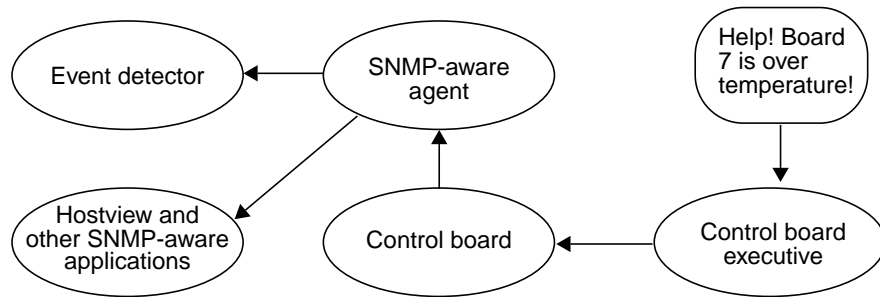 Event detector
SNMP-aware
agent
Help! Board
7 is over
temperature!
Hostview and
other SNMP-aware
applications
Control board
Control board
executive